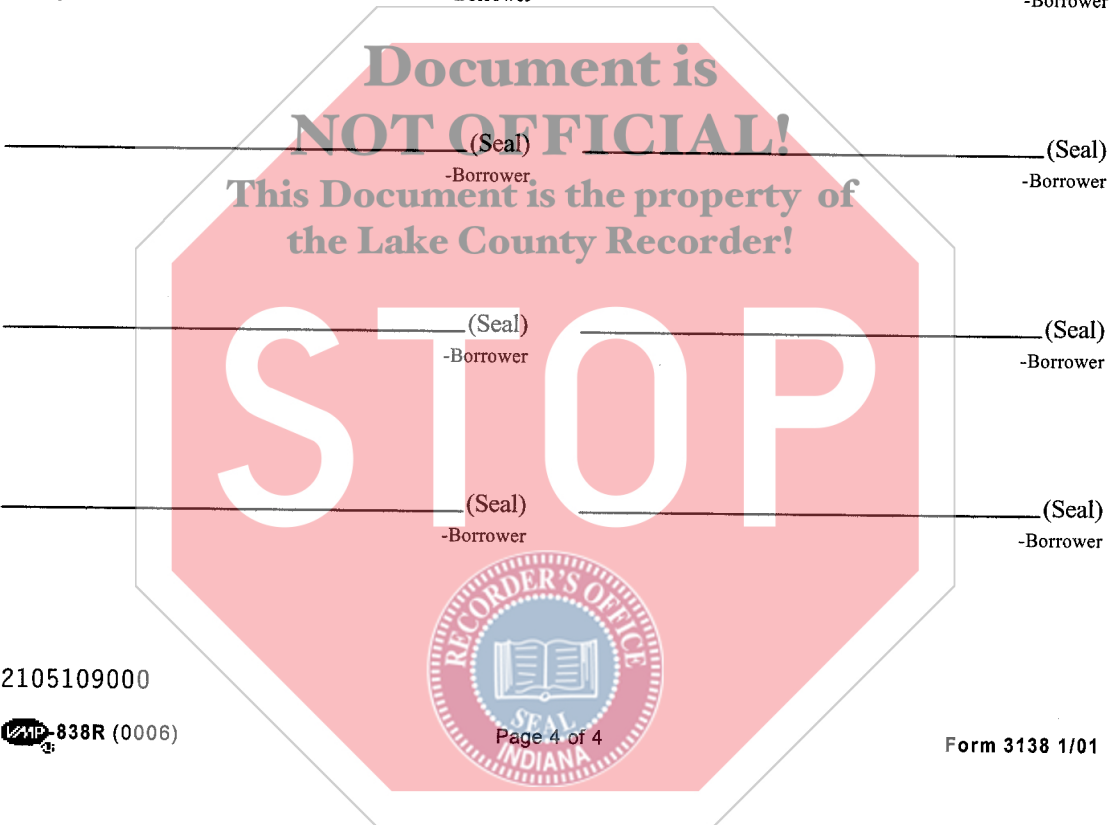 -Borrower
-Borrower
Document is
NOT OFFICIAL!
(Seal)
-Borrower
(Seal)
-Borrower
This Document is the property of
the Lake County Recorder!
(Seal)
-Borrower
(Seal)
-Borrower
STOP
(Seal)
-Borrower
(Seal)
-Borrower
RECORDER'S OFFICE
SEAL
INDIANA
2105109000
VMP-838R (0006)
Page 4 of 4
Form 3138 1/01